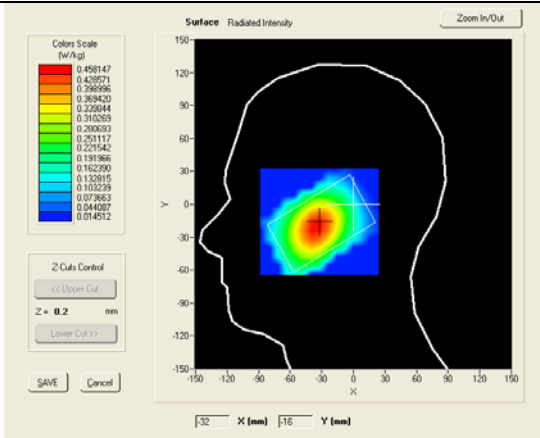 Surface Radiated Intensity
Zoom In/Out
Colors Scale
(W/kg)
0.458147
0.428571
0.398996
0.369420
0.339844
0.310269
0.280693
0.251117
0.221542
0.191966
0.162390
0.132815
0.103239
0.073663
0.044087
0.014512
Z-Cuts Control
<< Upper Cut
Z = 0.2 mm
Lower Cut >>
SAVE Cancel
150
120
90
60
30
0
-30
-60
-90
-120
-150
Y
-150 -120 -90 -60 -30 0 30 60 90 120 150
X
-32 X (mm) -16 Y (mm)